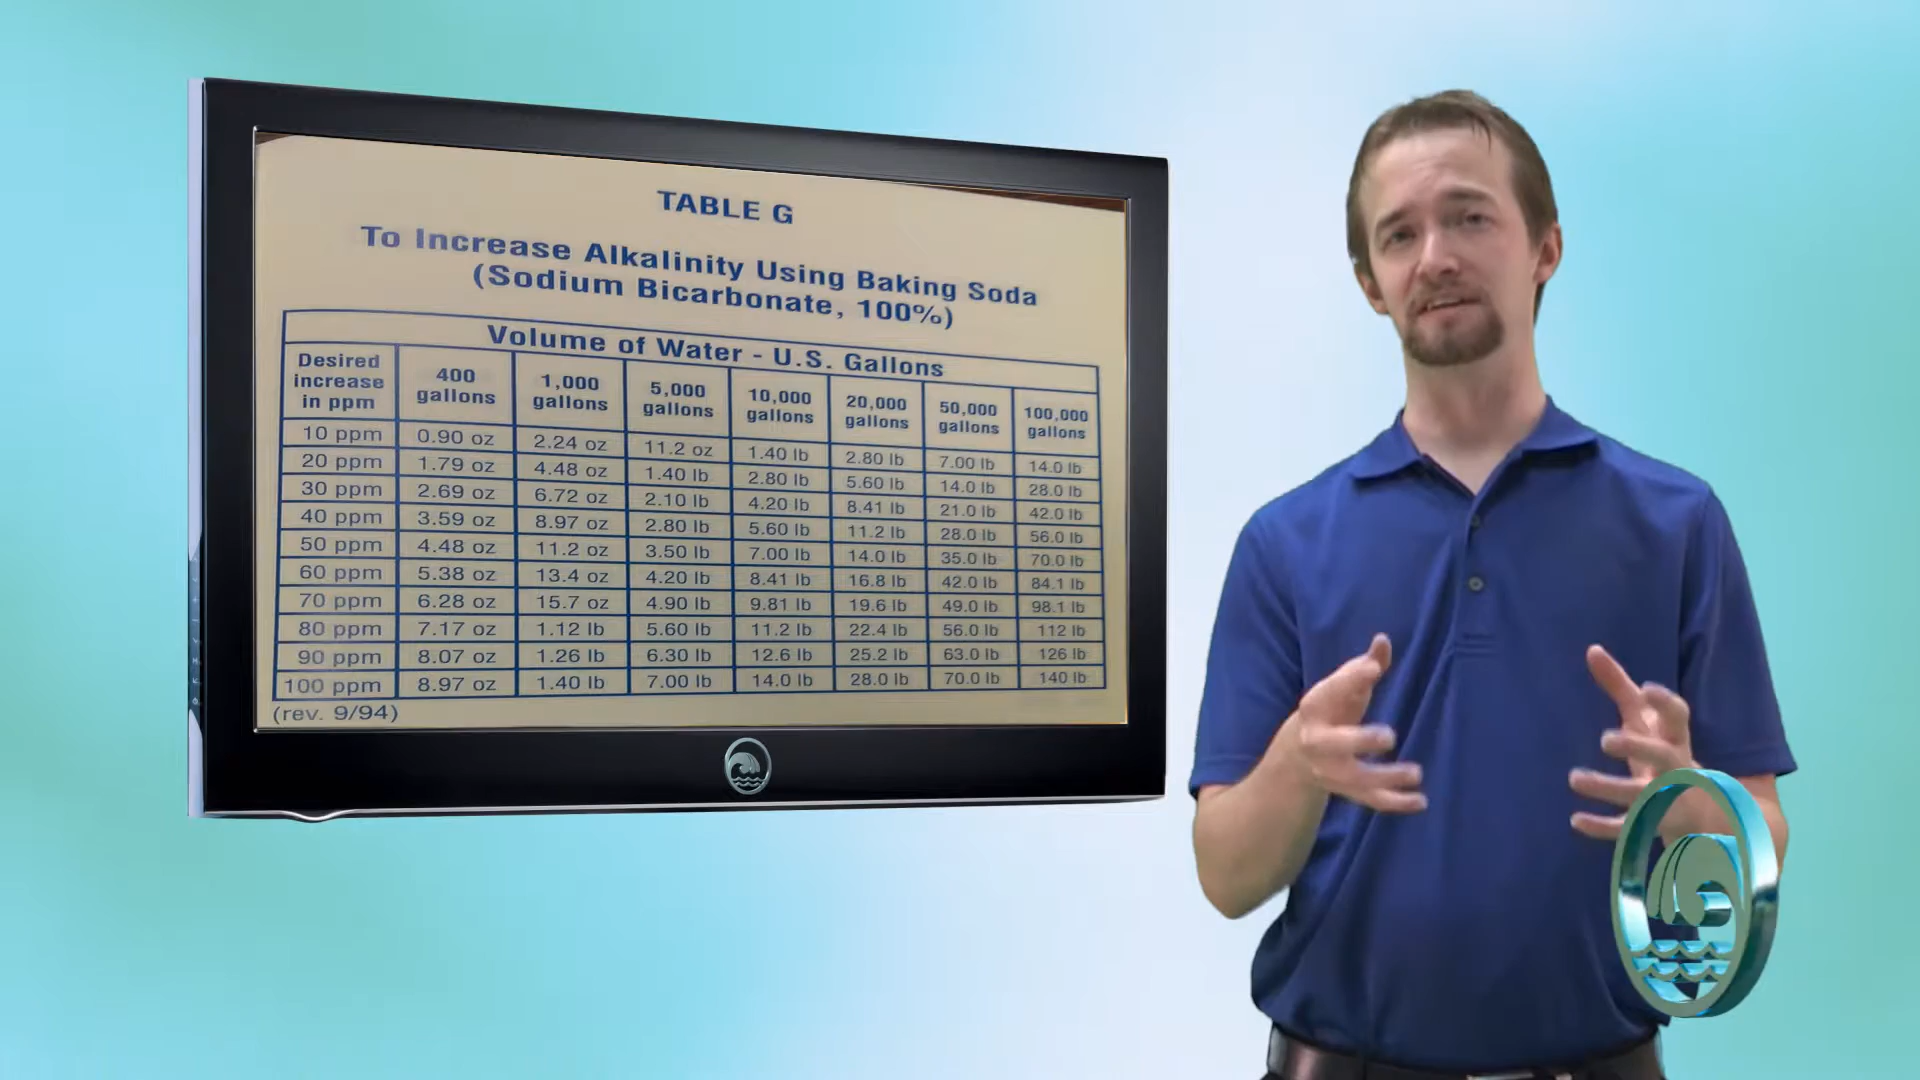 TABLE G
To Increase Alkalinity Using Baking Soda
(Sodium Bicarbonate, 100%)
Volume of Water - U.S. Gallons
Desired increase in ppm 400 gallons 1,000 gallons 5,000 gallons 10,000 gallons 20,000 gallons 50,000 gallons 100,000 gallons
10 ppm 0.90 oz 2.24 oz 11.2 oz 1.40 lb 2.80 lb 7.00 lb 14.0 lb
20 ppm 1.79 oz 4.48 oz 1.40 lb 2.80 lb 5.60 lb 14.0 lb 28.0 lb
30 ppm 2.69 oz 6.72 oz 2.10 lb 4.20 lb 8.41 lb 21.0 lb 42.0 lb
40 ppm 3.59 oz 8.97 oz 2.80 lb 5.60 lb 11.2 lb 28.0 lb 56.0 lb
50 ppm 4.48 oz 11.2 oz 3.50 lb 7.00 lb 14.0 lb 35.0 lb 70.0 lb
60 ppm 5.38 oz 13.4 oz 4.20 lb 8.41 lb 16.8 lb 42.0 lb 84.1 lb
70 ppm 6.28 oz 15.7 oz 4.90 lb 9.81 lb 19.6 lb 49.0 lb 98.1 lb
80 ppm 7.17 oz 1.12 lb 5.60 lb 11.2 lb 22.4 lb 56.0 lb 112 lb
90 ppm 8.07 oz 1.26 lb 6.30 lb 12.6 lb 25.2 lb 63.0 lb 126 lb
100 ppm 8.97 oz 1.40 lb 7.00 lb 14.0 lb 28.0 lb 70.0 lb 140 lb
(rev. 9/94)